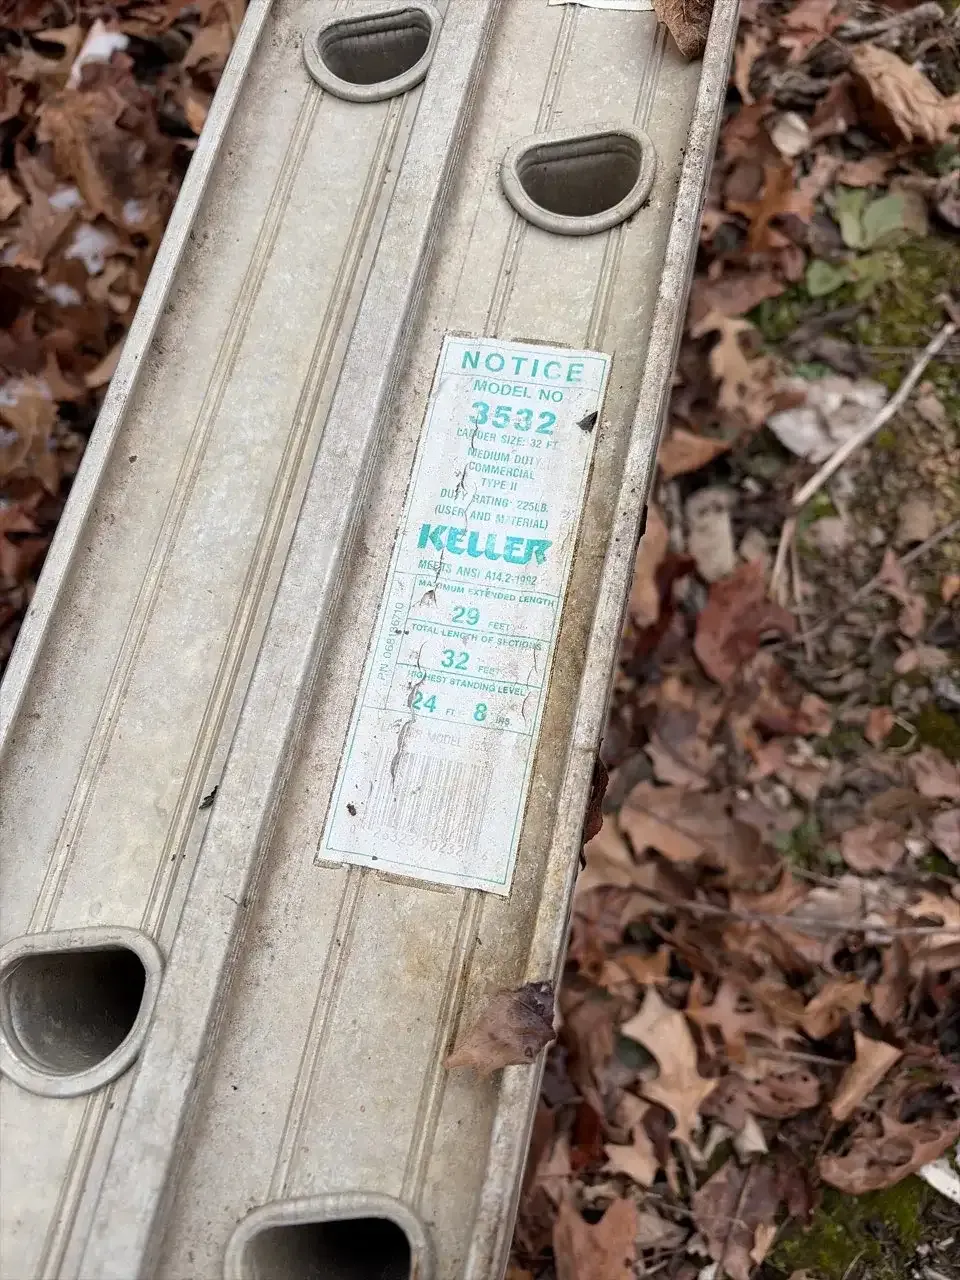 NOTICE
MODEL NO
3532
LADDER SIZE: 32 FT
MEDIUM DUTY
COMMERCIAL
TYPE II
DUTY RATING: 225LB.
(USER AND MATERIAL)
KELLER
MEETS ANSI A14.2-1982
MAXIMUM EXTENDED LENGTH
29 FEET
TOTAL LENGTH OF SECTIONS
32 FEET
HIGHEST STANDING LEVEL
24 FT 8 INS.
MODEL 3532